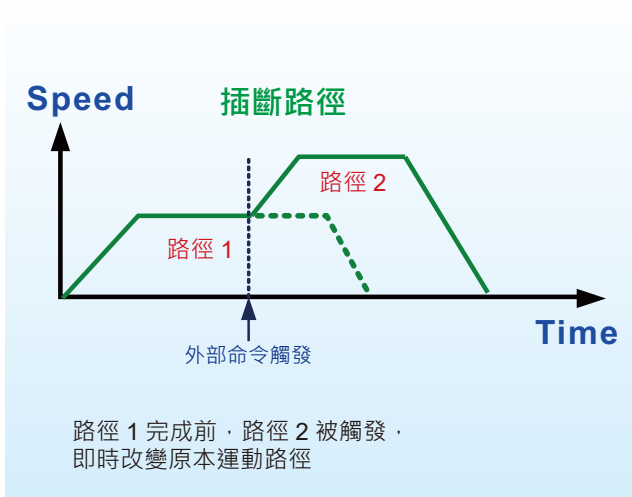 Speed
插斷路徑
路徑 2
路徑 1
Time
外部命令觸發
路徑 1 完成前，路徑 2 被觸發，
即時改變原本運動路徑